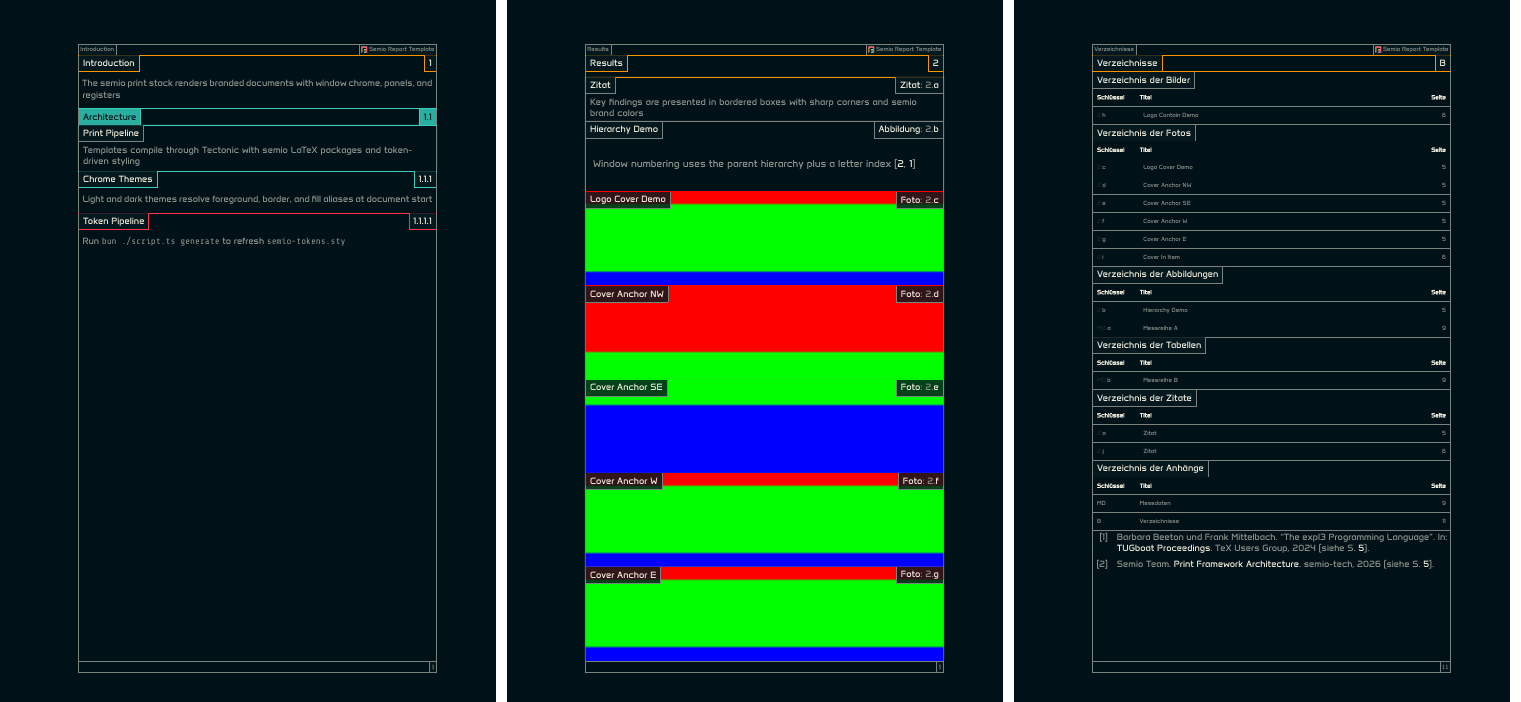 Introduction
Semio Report Template
Introduction
1
The semio print stack renders branded documents with window chrome, panels, and
registers
Architecture
1.1
Print Pipeline
Templates compile through Tectonic with semio LaTeX packages and token-
driven styling
Chrome Themes
1.1.1
Light and dark themes resolve foreground, border, and fill aliases at document start
Token Pipeline
1.1.1.1
Run bun ./script.ts generate to refresh semio-tokens.sty
1
Results
Semio Report Template
Results
2
Zitat
Zitat: 2.a
Key findings are presented in bordered boxes with sharp corners and semio
brand colors
Hierarchy Demo
Abbildung: 2.b
Window numbering uses the parent hierarchy plus a letter index [2, 1]
Logo Cover Demo
Foto: 2.c
Cover Anchor NW
Foto: 2.d
Cover Anchor SE
Foto: 2.e
Cover Anchor W
Foto: 2.f
Cover Anchor E
Foto: 2.g
5
Verzeichnisse
Semio Report Template
Verzeichnisse
B
Verzeichnis der Bilder
Schlüssel Titel Seite
h Logo Contain Demo 6
Verzeichnis der Fotos
Schlüssel Titel Seite
c Logo Cover Demo 5
d Cover Anchor NW 5
e Cover Anchor SE 5
f Cover Anchor W 5
g Cover Anchor E 5
i Cover In Item 6
Verzeichnis der Abbildungen
Schlüssel Titel Seite
b Hierarchy Demo 5
a Messreihe A 9
Verzeichnis der Tabellen
Schlüssel Titel Seite
b Messreihe B 9
Verzeichnis der Zitate
Schlüssel Titel Seite
a Zitat 5
j Zitat 6
Verzeichnis der Anhänge
Schlüssel Titel Seite
MD Messdaten 9
B Verzeichnisse 11
[1] Barbara Beeton und Frank Mittelbach. "The expl3 Programming Language". In:
TUGboat Proceedings. TeX Users Group, 2024 [siehe S. 5].
[2] Semio Team. Print Framework Architecture. semio-tech, 2026 [siehe S. 5].
11